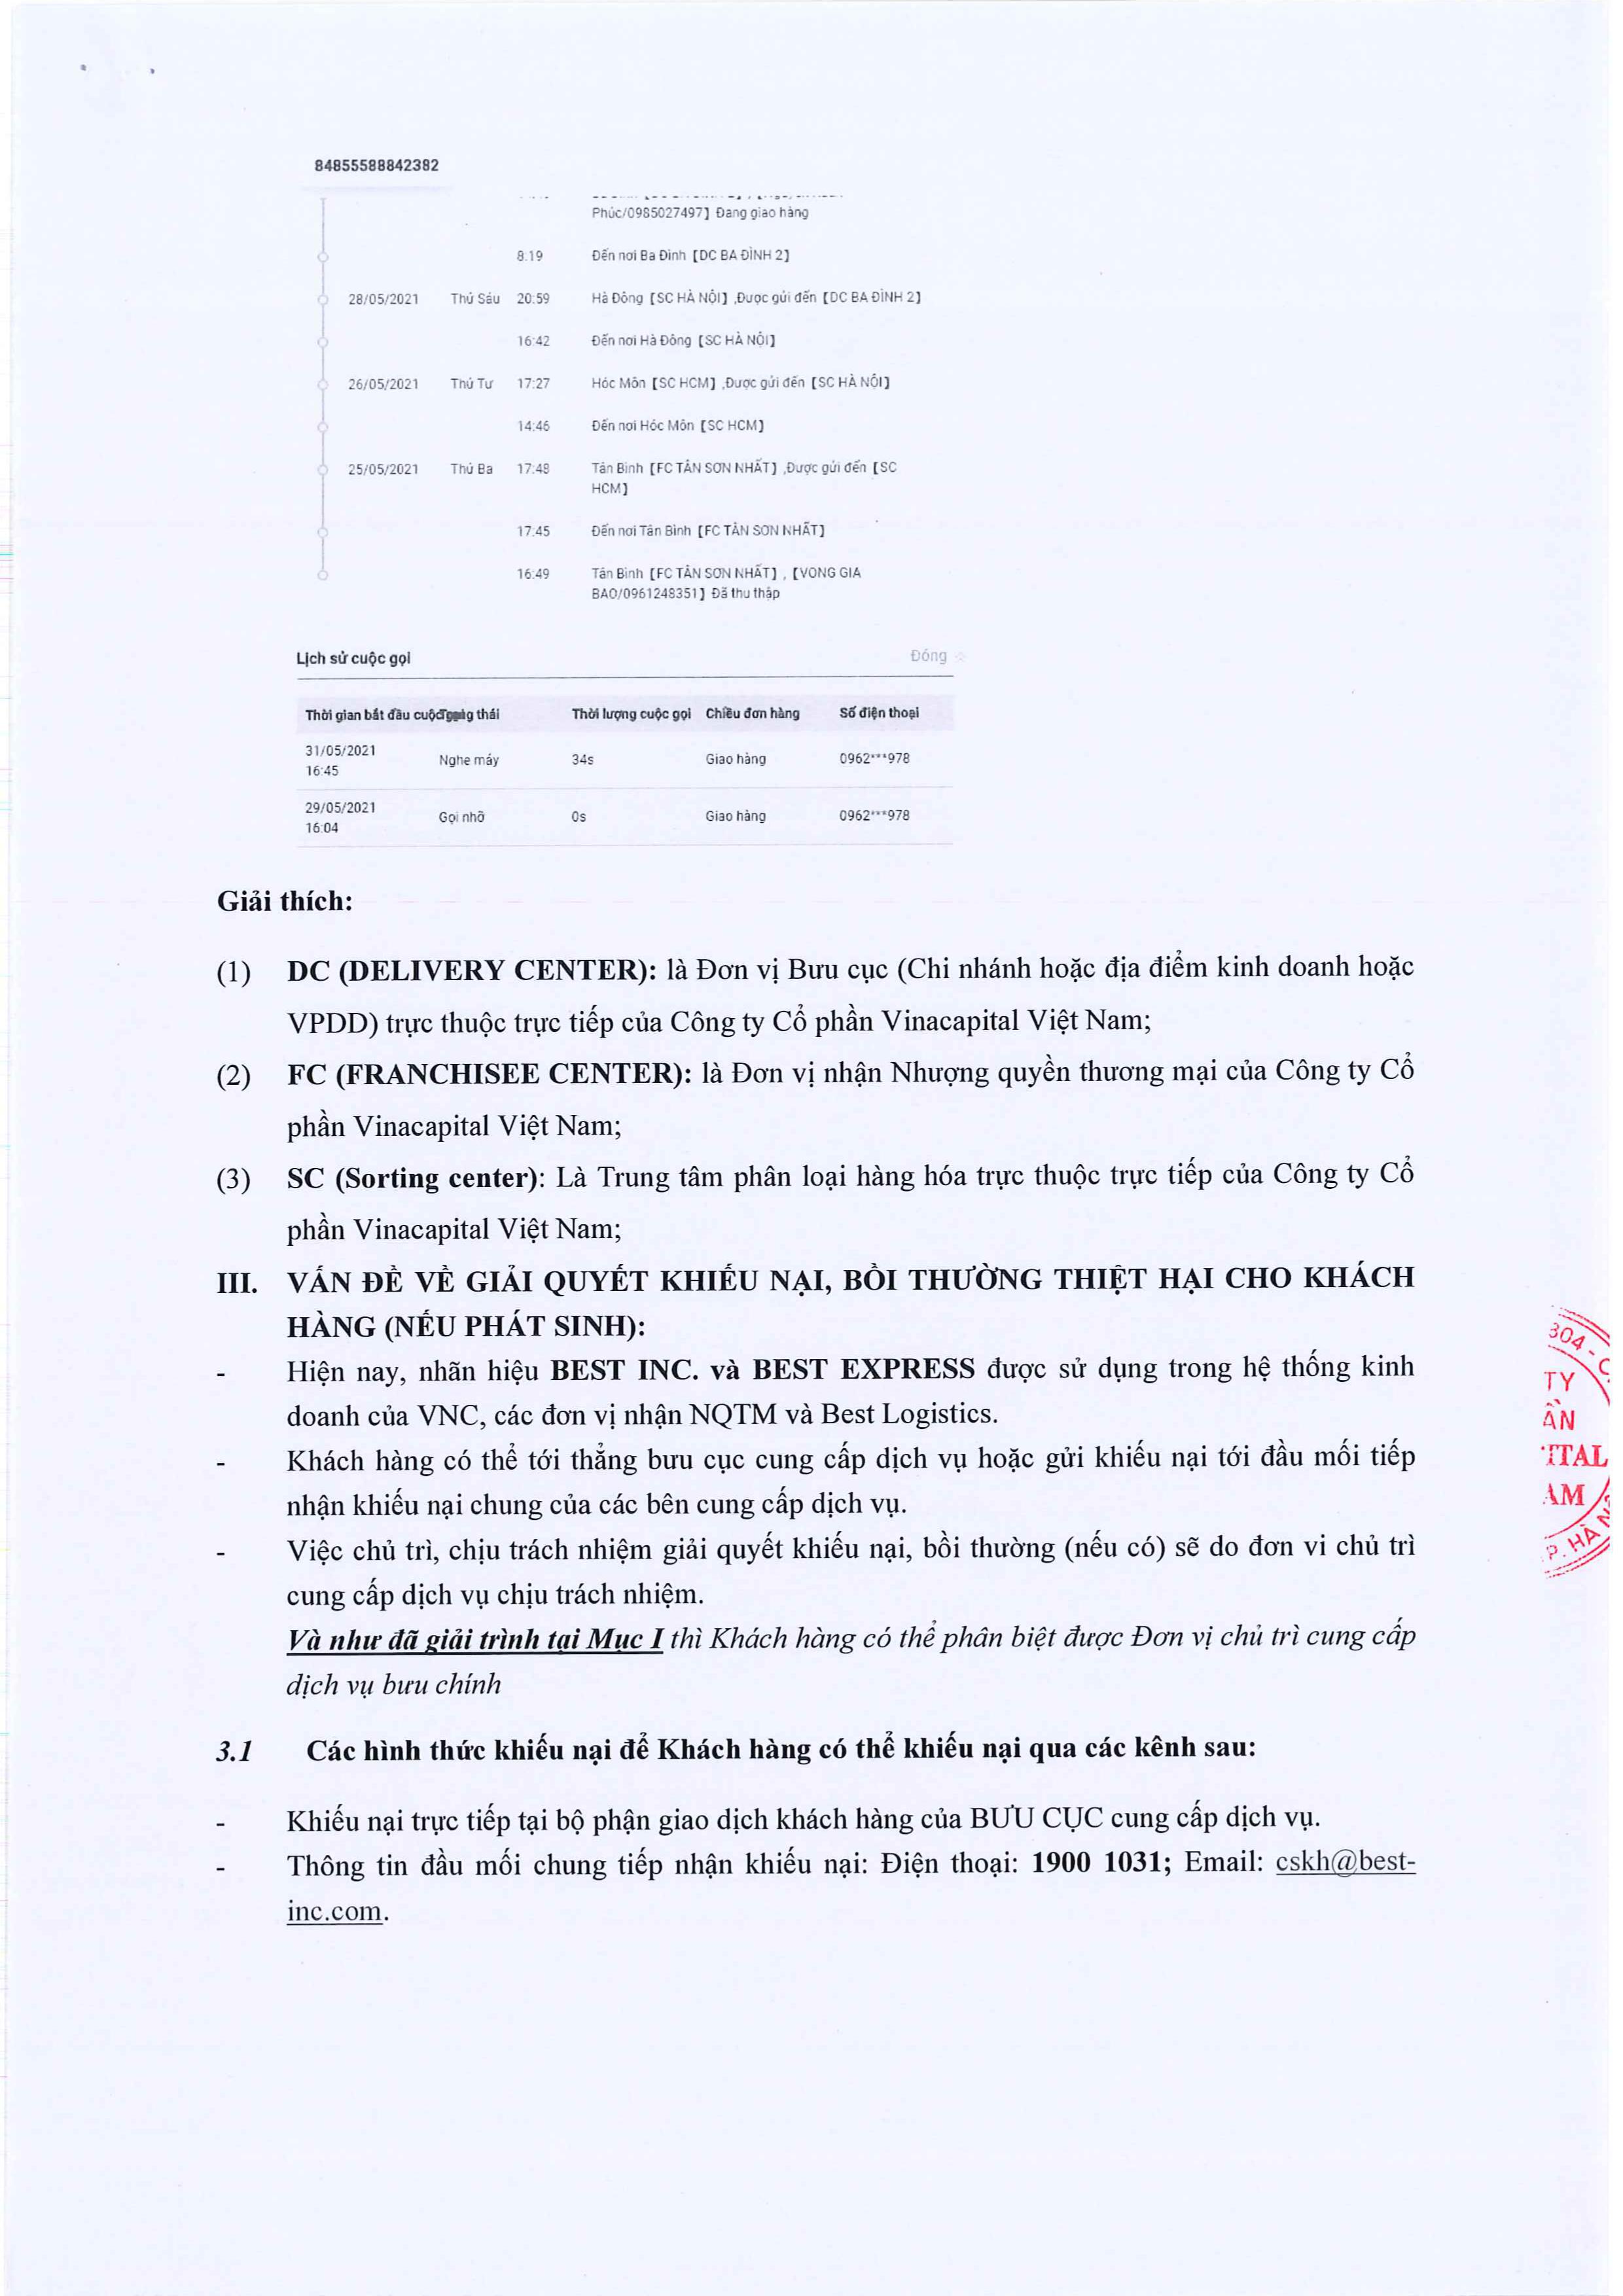 84855588842382
Phúc/0985027497] Đang giao hàng
8:19 Đến nơi Ba Đình [DC BA ĐÌNH 2]
28/05/2021 Thứ Sáu 20:59 Hà Đông [SC HÀ NỘI] ,Được gửi đến [DC BA ĐÌNH 2]
16:42 Đến nơi Hà Đông [SC HÀ NỘI]
26/05/2021 Thứ Tư 17:27 Hóc Môn [SC HCM] ,Được gửi đến [SC HÀ NỘI]
14:46 Đến nơi Hóc Môn [SC HCM]
25/05/2021 Thứ Ba 17:48 Tân Bình [FC TÂN SƠN NHẤT] ,Được gửi đến [SC
HCM]
17:45 Đến nơi Tân Bình [FC TÂN SƠN NHẤT]
16:49 Tân Bình [FC TÂN SƠN NHẤT] , [VONG GIA
BAO/0961248351] Đã thu thập
Lịch sử cuộc gọi Đóng
Thời gian bắt đầu cuộc thái Thời lượng cuộc gọi Chiều đơn hàng Số điện thoại
31/05/2021
16:45 Nghe máy 34s Giao hàng 0962***978
29/05/2021
16:04 Gọi nhỡ 0s Giao hàng 0962***978
Giải thích:
(1) DC (DELIVERY CENTER): là Đơn vị Bưu cục (Chi nhánh hoặc địa điểm kinh doanh hoặc
VPDD) trực thuộc trực tiếp của Công ty Cổ phần Vinacapital Việt Nam;
(2) FC (FRANCHISEE CENTER): là Đơn vị nhận Nhượng quyền thương mại của Công ty Cổ
phần Vinacapital Việt Nam;
(3) SC (Sorting center): Là Trung tâm phân loại hàng hóa trực thuộc trực tiếp của Công ty Cổ
phần Vinacapital Việt Nam;
III. VẤN ĐỀ VỀ GIẢI QUYẾT KHIẾU NẠI, BỒI THƯỜNG THIỆT HẠI CHO KHÁCH
HÀNG (NẾU PHÁT SINH):
- Hiện nay, nhãn hiệu BEST INC. và BEST EXPRESS được sử dụng trong hệ thống kinh
doanh của VNC, các đơn vị nhận NQTM và Best Logistics.
- Khách hàng có thể tới thẳng bưu cục cung cấp dịch vụ hoặc gửi khiếu nại tới đầu mối tiếp
nhận khiếu nại chung của các bên cung cấp dịch vụ.
- Việc chủ trì, chịu trách nhiệm giải quyết khiếu nại, bồi thường (nếu có) sẽ do đơn vi chủ trì
cung cấp dịch vụ chịu trách nhiệm.
Và như đã giải trình tại Mục I thì Khách hàng có thể phân biệt được Đơn vị chủ trì cung cấp
dịch vụ bưu chính
3.1 Các hình thức khiếu nại để Khách hàng có thể khiếu nại qua các kênh sau:
- Khiếu nại trực tiếp tại bộ phận giao dịch khách hàng của BƯU CỤC cung cấp dịch vụ.
- Thông tin đầu mối chung tiếp nhận khiếu nại: Điện thoại: 1900 1031; Email: cskh@best-
inc.com.
304 - C
TY
ẦN
ITAL
AM
P. HÀ N